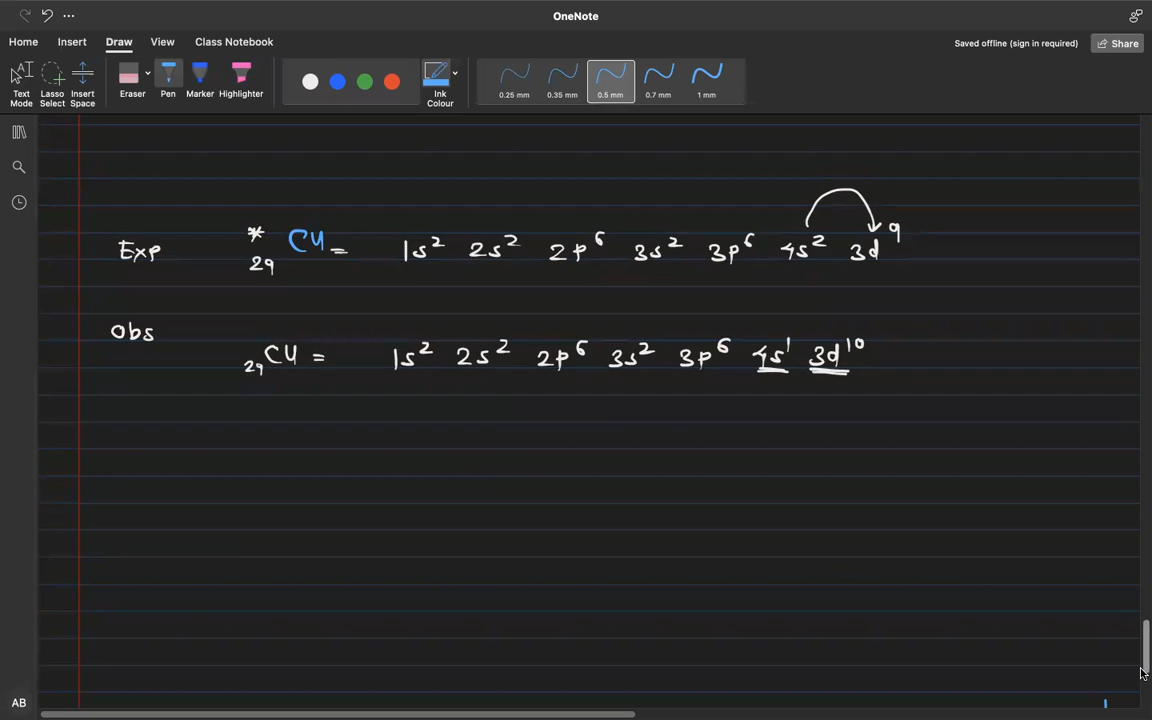 OneNote
Home Insert Draw View Class Notebook Saved offline (sign in required) Share
Text Mode
Lasso Select
Insert Space
Eraser
Pen
Marker
Highlighter
Ink Colour
0.25 mm 0.35 mm 0.5 mm 0.7 mm 1 mm
Exp * ₂₉CU = 1s² 2s² 2p⁶ 3s² 3p⁶ 4s² 3d⁹
Obs
₂₉CU = 1s² 2s² 2p⁶ 3s² 3p⁶ 4s¹ 3d¹⁰
AB